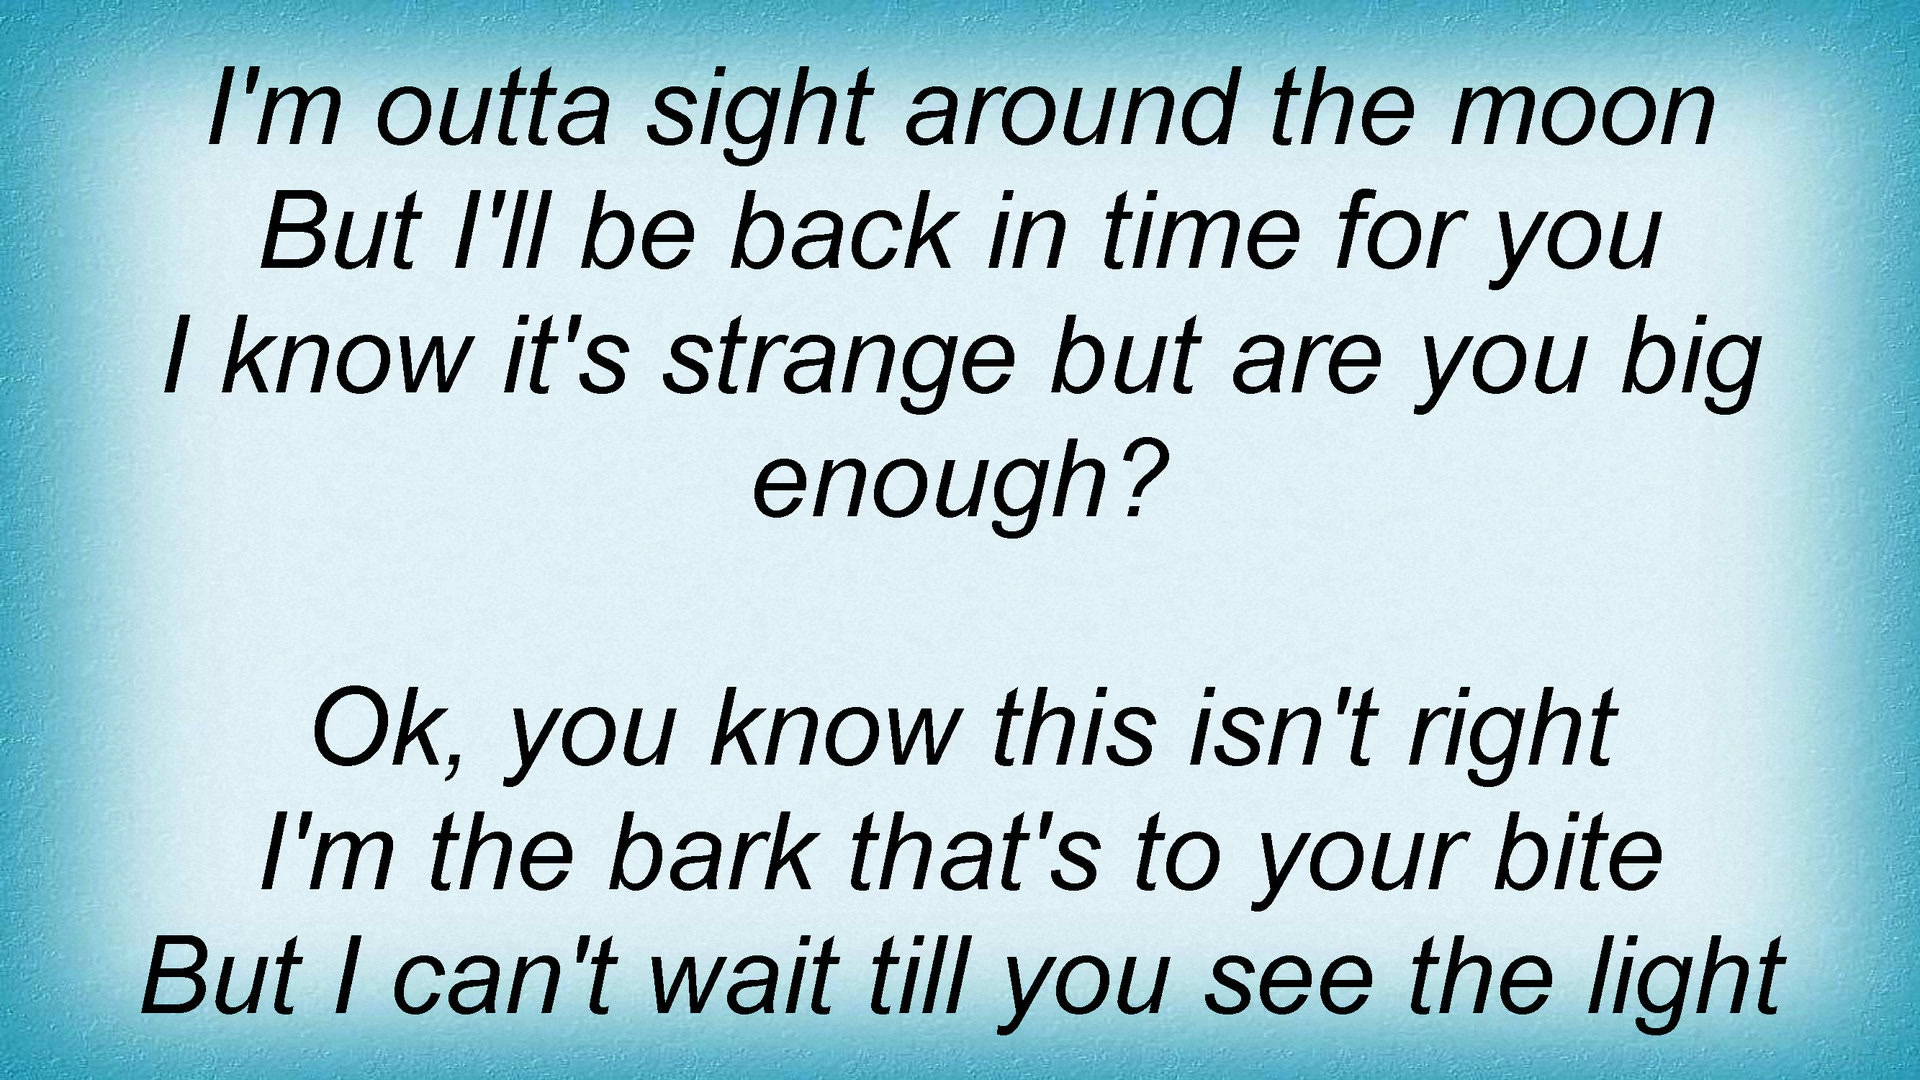 I'm outta sight around the moon
But I'll be back in time for you
I know it's strange but are you big
enough?
Ok, you know this isn't right
I'm the bark that's to your bite
But I can't wait till you see the light